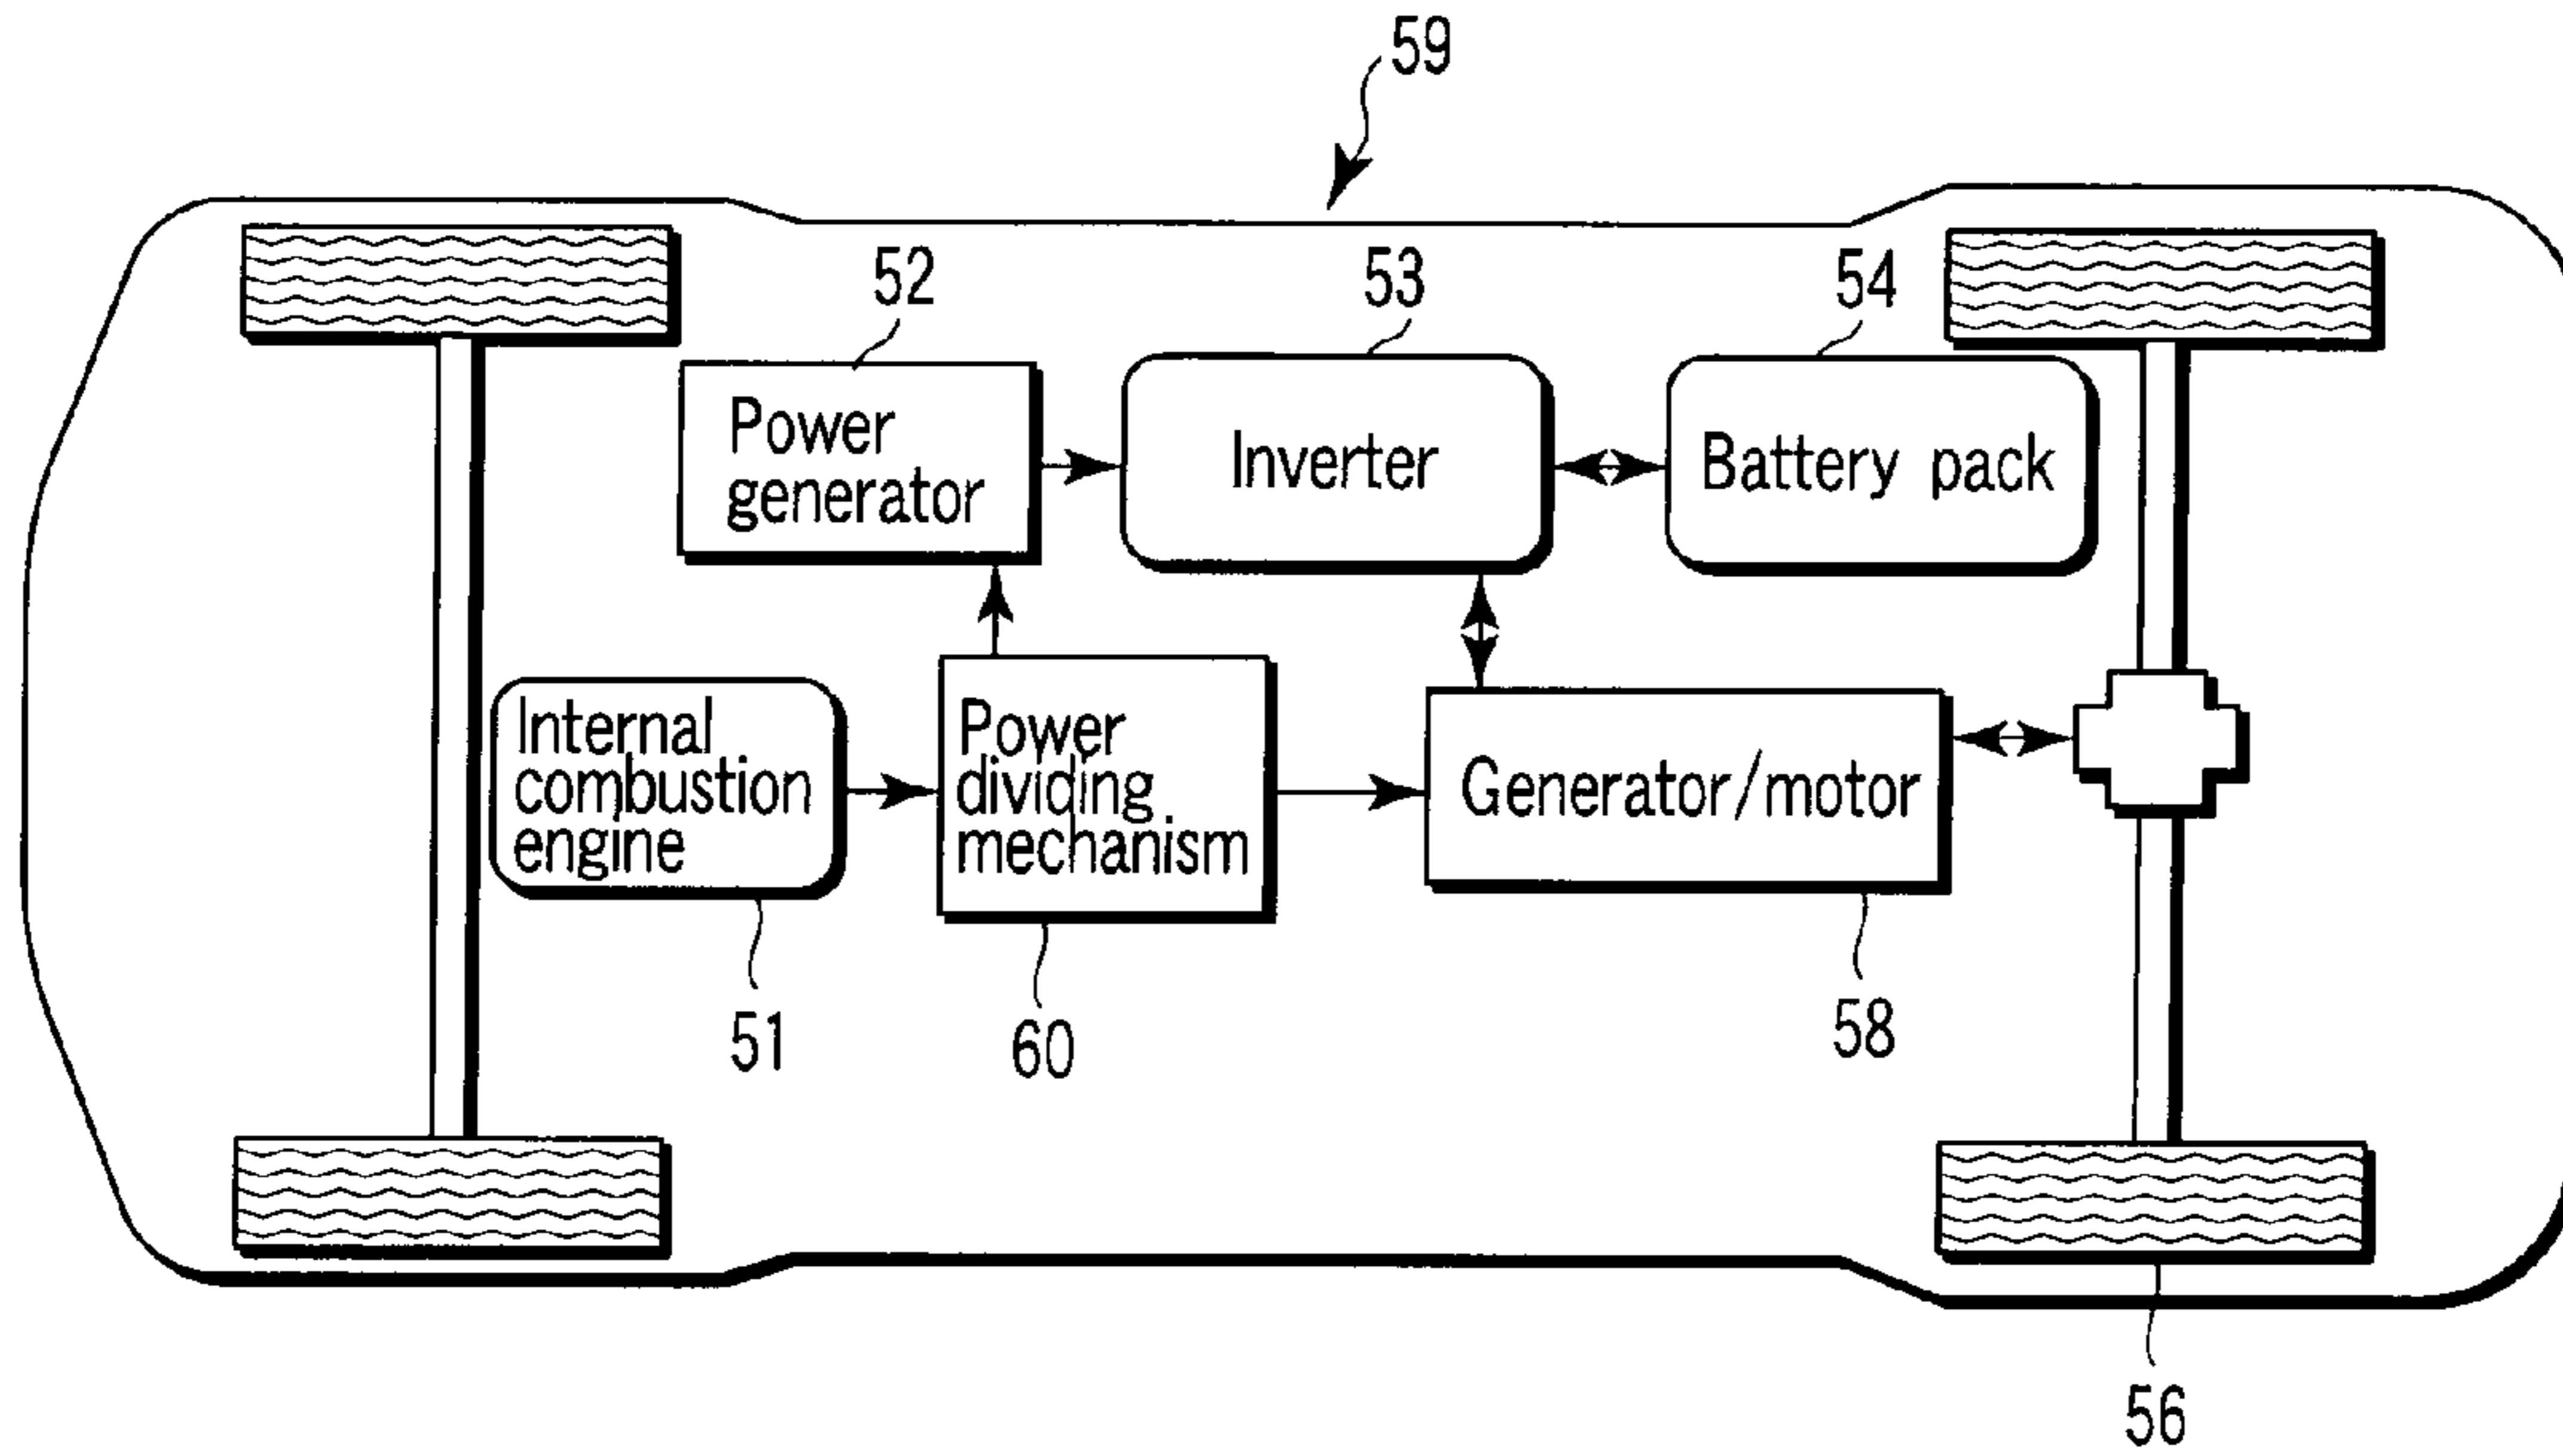 59
52
53
54
Power
generator
Inverter
Battery pack
Internal
combustion
engine
Power
dividing
mechanism
Generator/motor
51
60
58
56